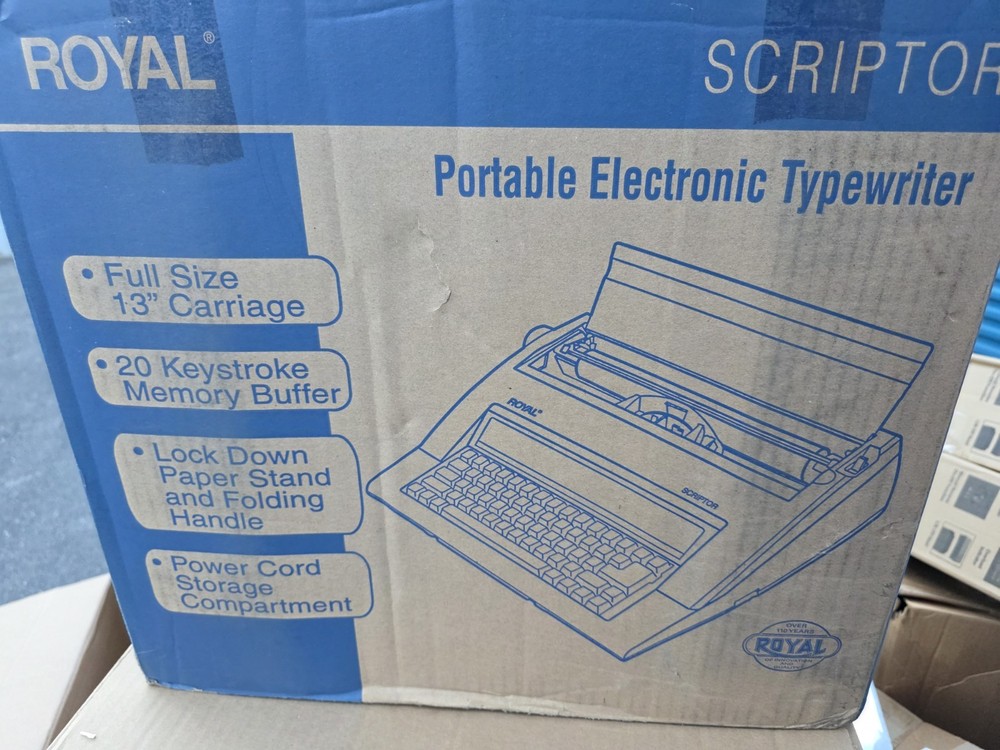 ROYAL®
SCRIPTOR
Portable Electronic Typewriter
• Full Size
13" Carriage
• 20 Keystroke
Memory Buffer
• Lock Down
Paper Stand
and Folding
Handle
• Power Cord
Storage
Compartment
ROYAL®
SCRIPTOR
OVER
ROYAL